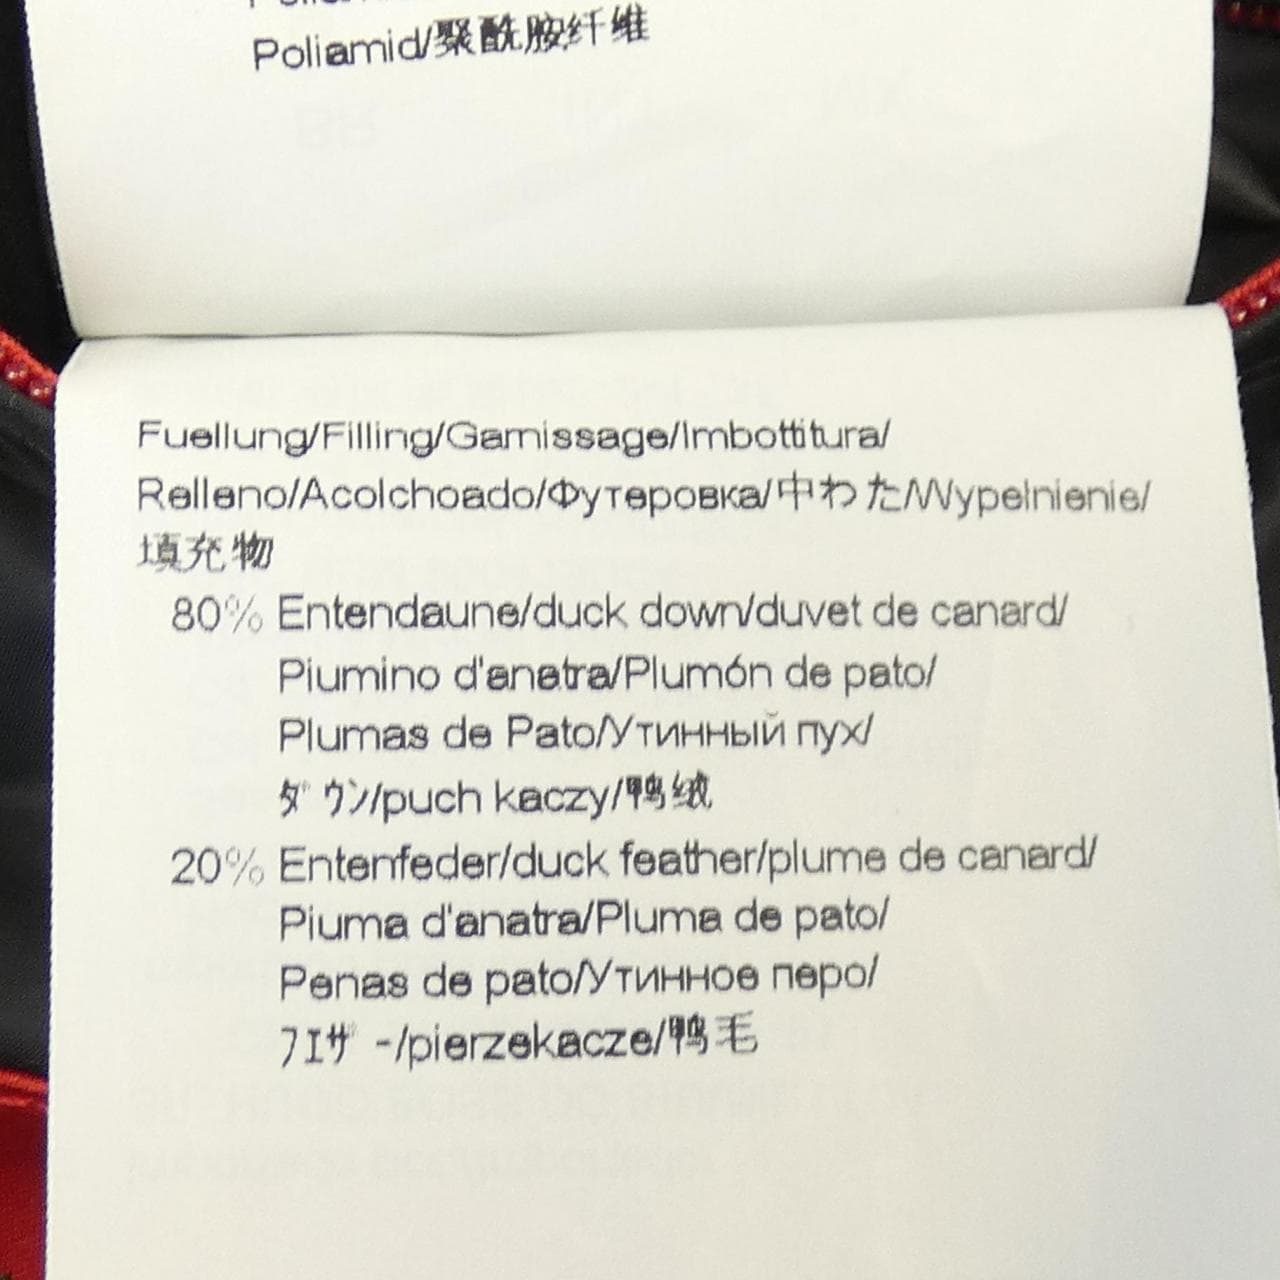 Poliamid/聚酰胺纤维
Fuellung/Filling/Garnissage/Imbottitura/
Relleno/Acolchoado/Футеровка/中わた/Wypelnienie/
填充物
80% Entendaune/duck down/duvet de canard/
Piumino d'anatra/Plumón de pato/
Plumas de Pato/Утинный пух/
ﾀﾞｳﾝ/puch kaczy/鸭绒
20% Entenfeder/duck feather/plume de canard/
Piuma d'anatra/Pluma de pato/
Penas de pato/Утинное перо/
ﾌｴｻﾞｰ/pierzekacze/鸭毛